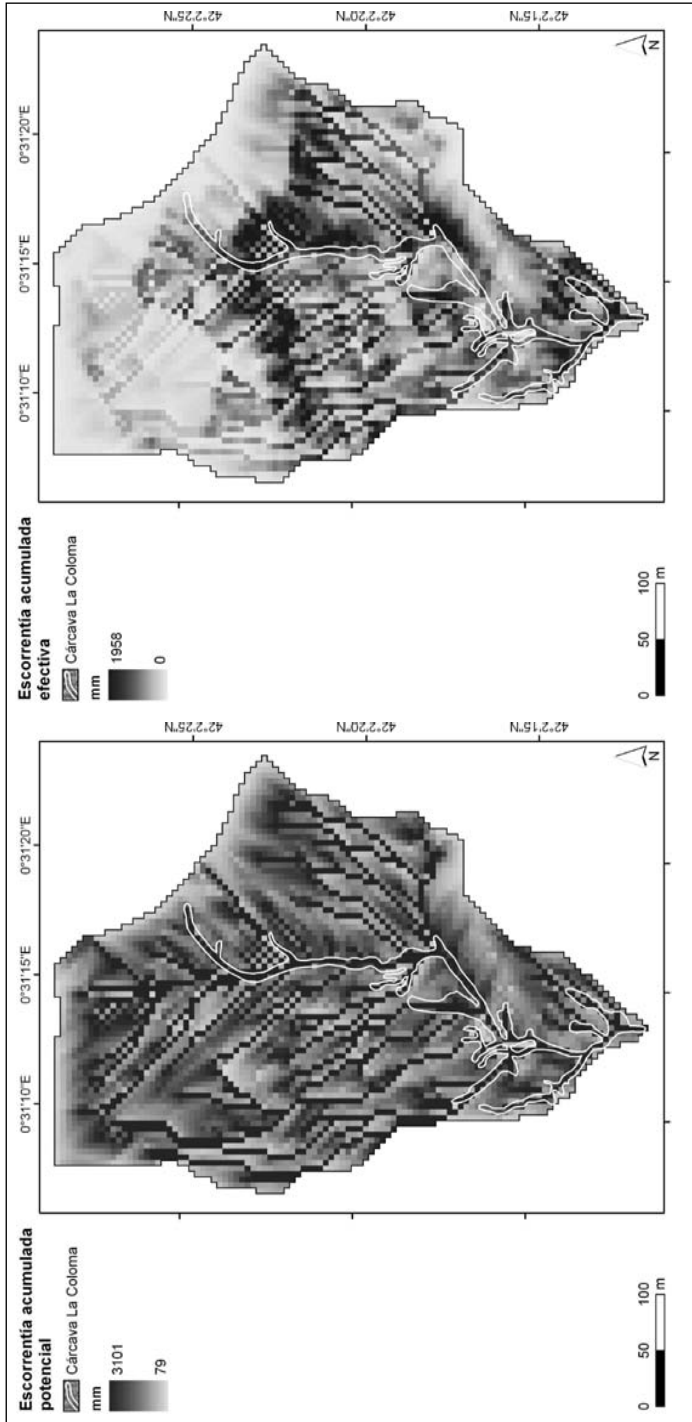 Escorrentía acumulada
potencial
Cárcava La Coloma
mm
3101
79
0°31'10"E
0°31'15"E
0°31'20"E
42°2'25"N
42°2'20"N
42°2'15"N
0
50
100
m
N
Escorrentía acumulada
efectiva
Cárcava La Coloma
mm
1958
0
0°31'10"E
0°31'15"E
0°31'20"E
42°2'25"N
42°2'20"N
42°2'15"N
0
50
100
m
N